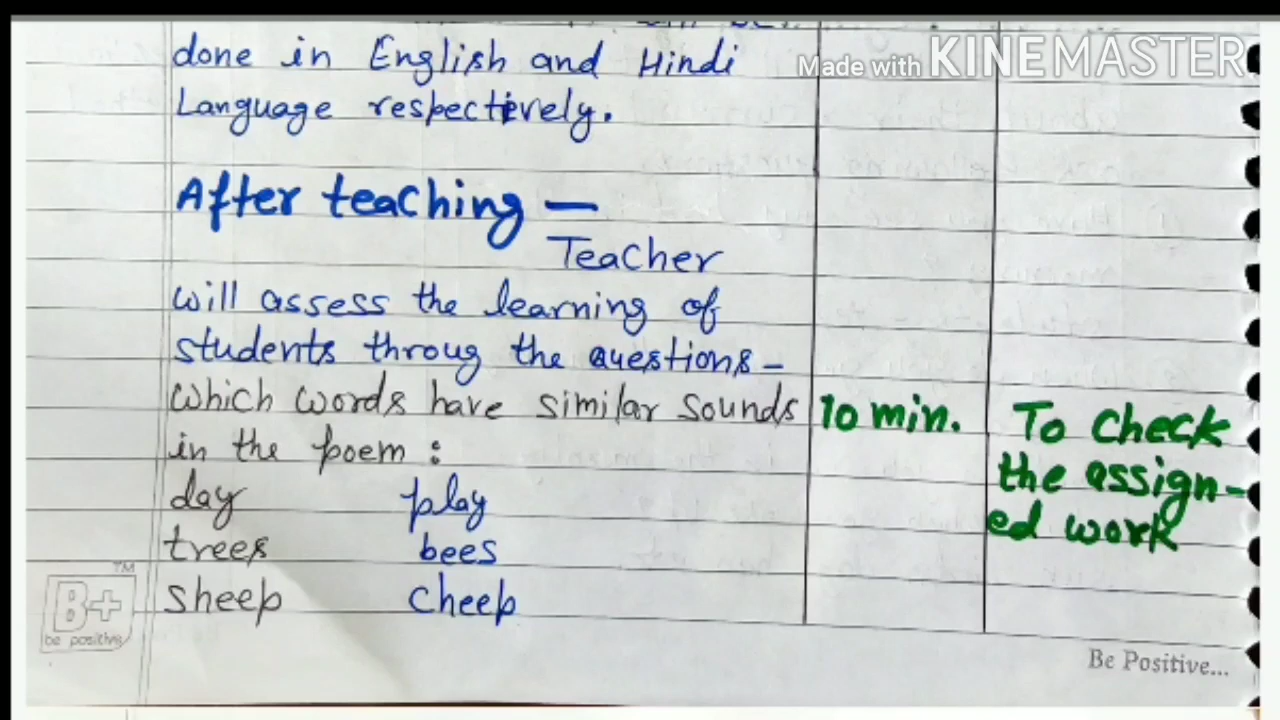 Made with KINEMASTER
done in English and Hindi
Language respectively.
After teaching —
Teacher
will assess the learning of
students throug the questions –
Which words have similar sounds
in the poem :
day play
trees bees
sheep cheep
10 min.
To check
the assign-
ed work
B+ TM
be positive
Be Positive...